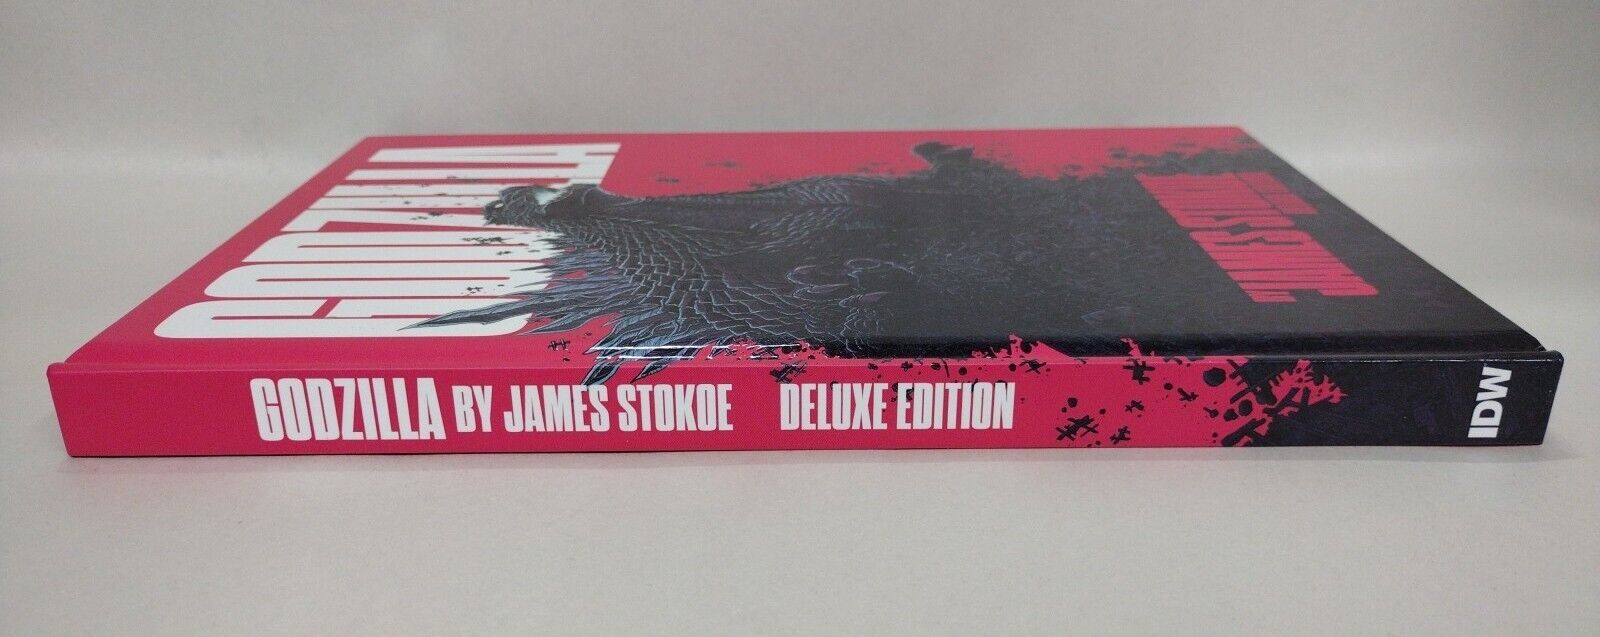 GODZILLA
GODZILLA BY JAMES STOKOE DELUXE EDITION
IDW